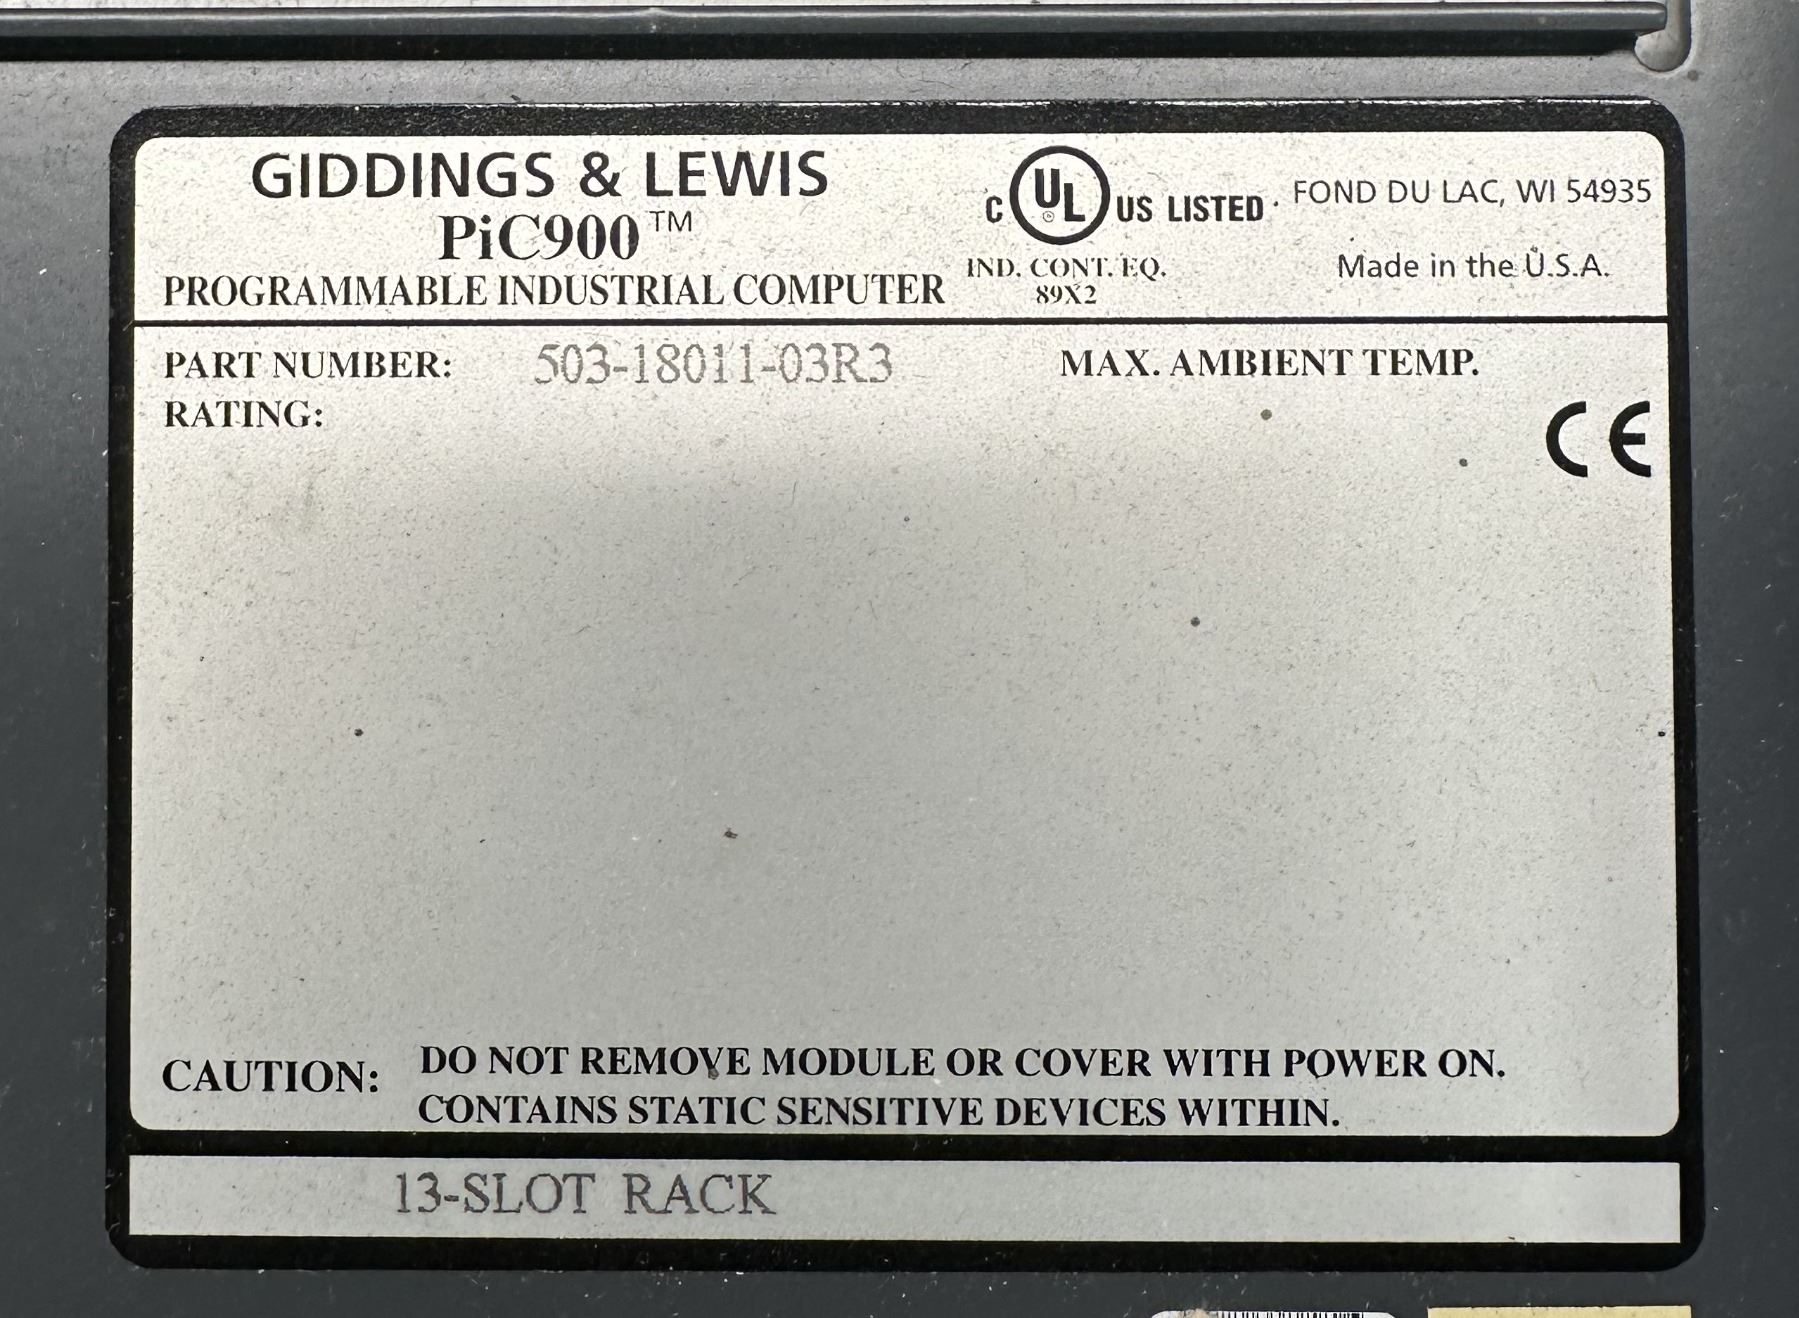 GIDDINGS & LEWIS
PiC900™
PROGRAMMABLE INDUSTRIAL COMPUTER
C UL US LISTED
IND. CONT. EQ.
89X2
FOND DU LAC, WI 54935
Made in the U.S.A.
PART NUMBER: 503-18011-03R3
MAX. AMBIENT TEMP.
RATING:
CE
CAUTION: DO NOT REMOVE MODULE OR COVER WITH POWER ON.
CONTAINS STATIC SENSITIVE DEVICES WITHIN.
13-SLOT RACK